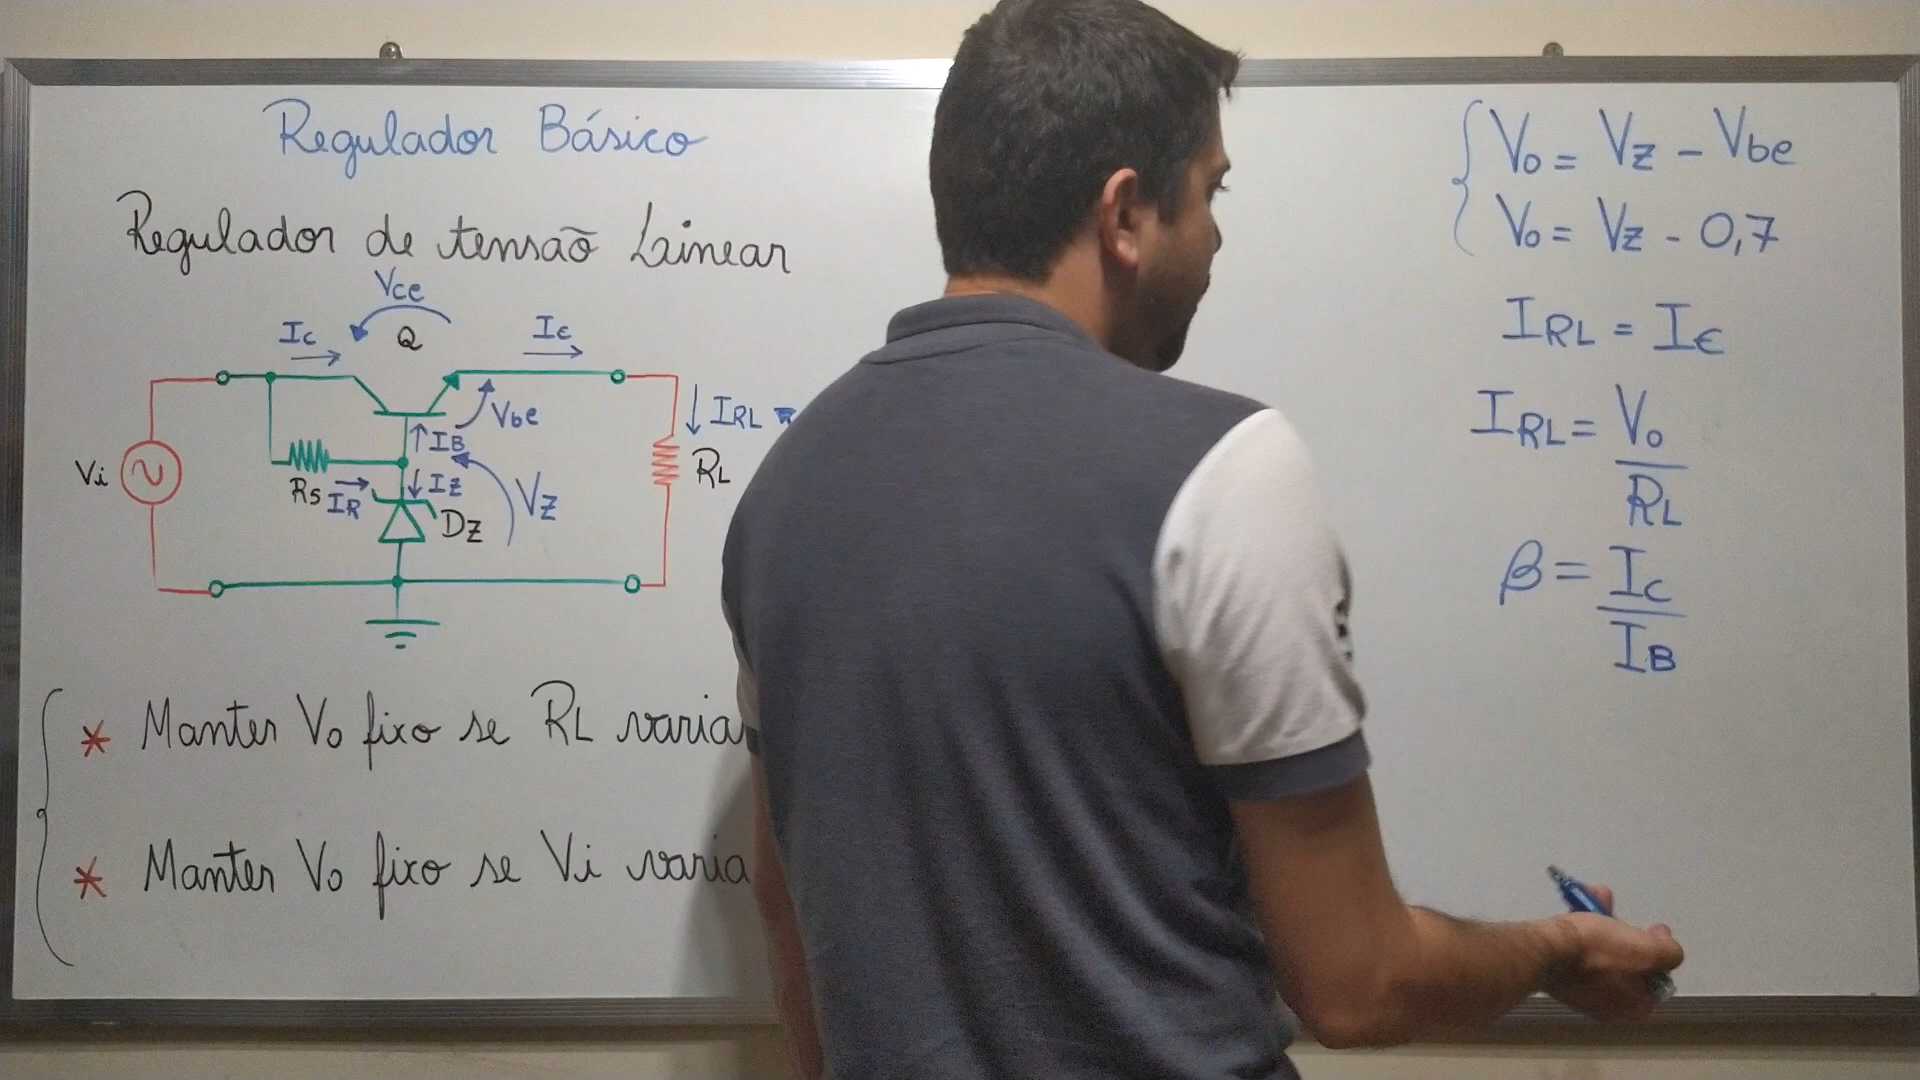 Regulador Básico
Regulador de tensão Linear
Vce
Ic
Q
IE
Vbe
IRL
IB
Vi
RL
Rs
IR
IZ
Vz
Dz
* Manter Vo fixo se RL varia
* Manter Vo fixo se Vi varia
Vo = Vz - Vbe
Vo = Vz - 0,7
IRL = IE
IRL = Vo
RL
β = Ic
IB